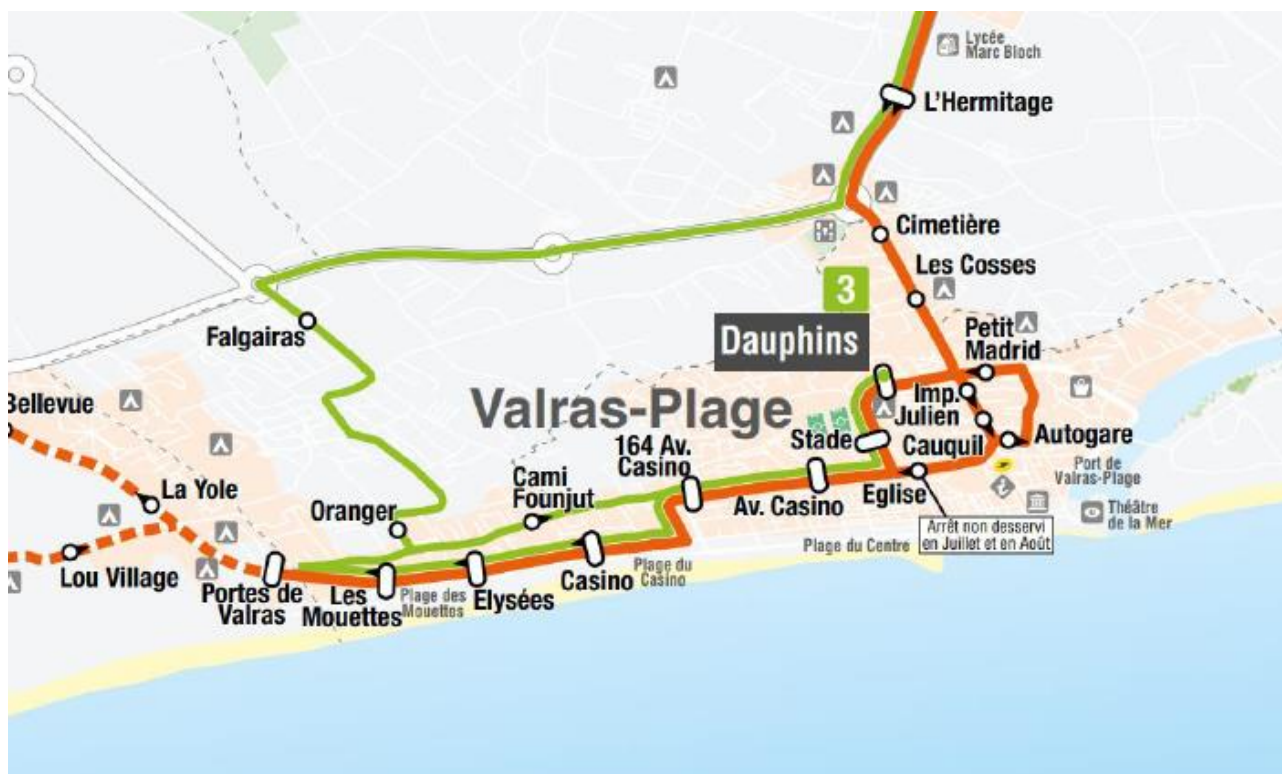 Lycée
Marc Bloch
L'Hermitage
Cimetière
Les Cosses
3
Dauphins
Petit
Madrid
Falgairas
Bellevue
Valras-Plage
Imp.
Julien
Stade
Cauquil
Autogare
164 Av.
Casino
Port de
Valras-Plage
La Yole
Cami
Founjut
Av. Casino
Eglise
Oranger
Théâtre
de la Mer
Arrêt non desservi
en Juillet et en Août
Plage du Centre
Lou Village
Portes de
Valras
Les
Mouettes
Plage des
Mouettes
Elysées
Casino
Plage du
Casino